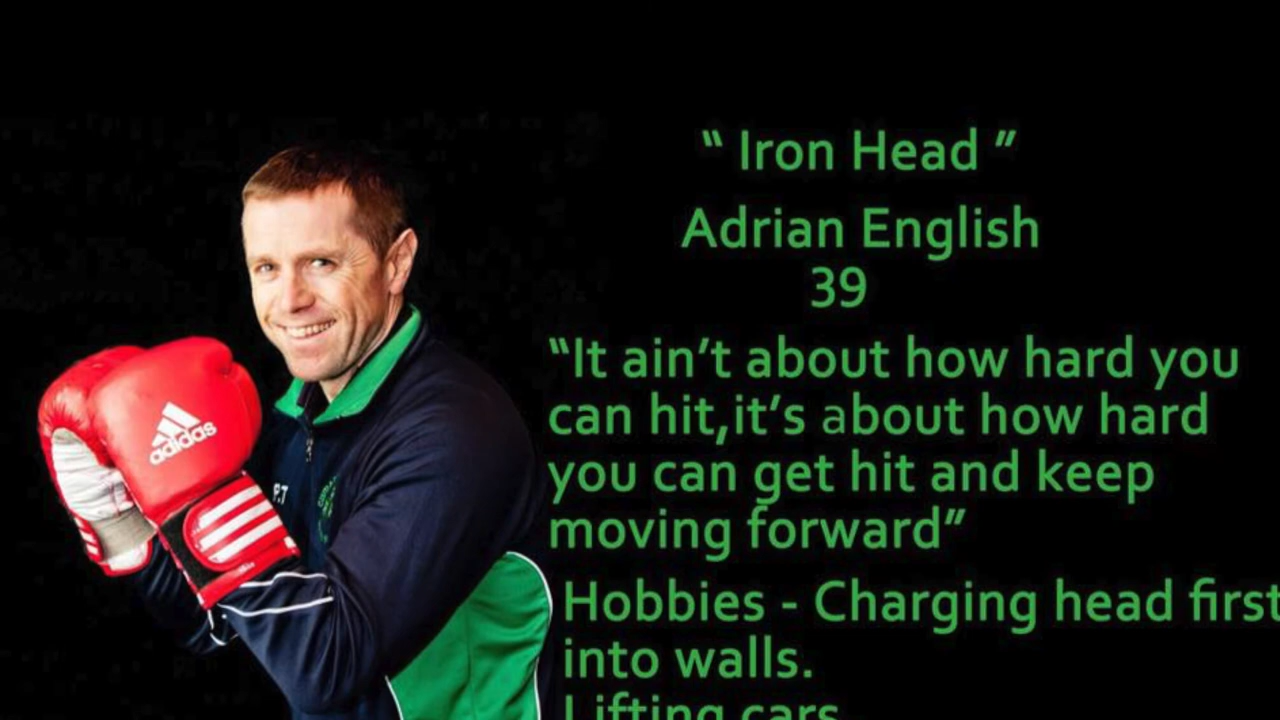 adidas
P.T
“ Iron Head ”
Adrian English
39
“It ain’t about how hard you
can hit,it’s about how hard
you can get hit and keep
moving forward”
Hobbies - Charging head first
into walls.
Lifting cars